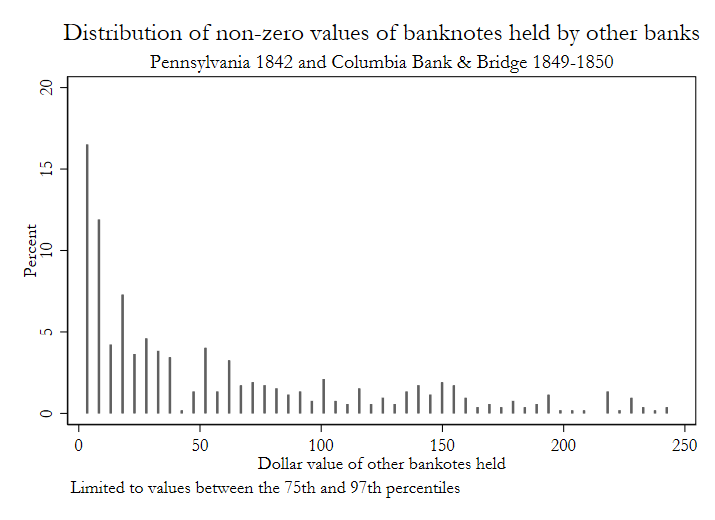 Distribution of non-zero values of banknotes held by other banks
Pennsylvania 1842 and Columbia Bank & Bridge 1849-1850
20
15
10
5
0
Percent
0 50 100 150 200 250
Dollar value of other bankotes held
Limited to values between the 75th and 97th percentiles